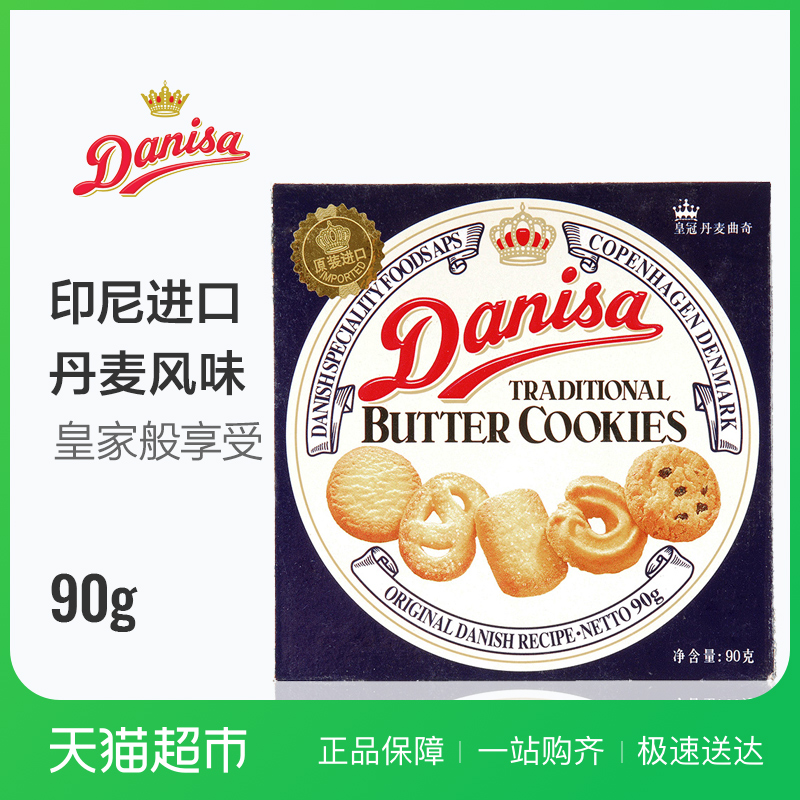 Danisa
印尼进口
丹麦风味
皇家般享受
90g
原装进口
IMPORTED
皇冠丹麦曲奇
DANISH SPECIALITY FOODS APS
COPENHAGEN DENMARK
Danisa
TRADITIONAL
BUTTER COOKIES
ORIGINAL DANISH RECIPE·NETTO 90g
净含量:90克
天猫超市
正品保障 | 一站购齐 | 极速送达